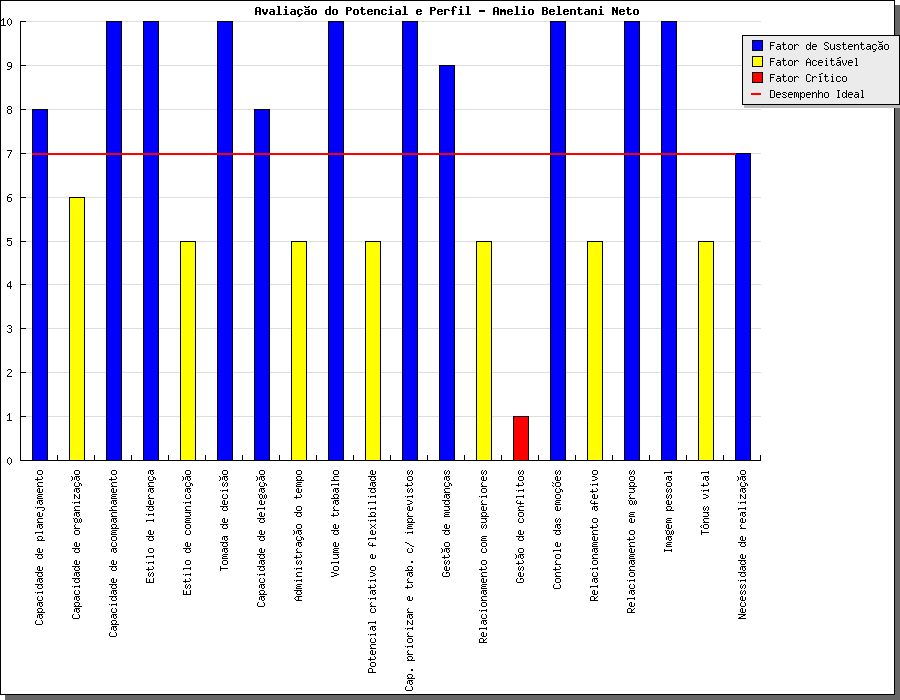 Avaliação do Potencial e Perfil - Amelio Belentani Neto
Fator de Sustentação
Fator Aceitável
Fator Crítico
Desempenho Ideal
10
9
8
7
6
5
4
3
2
1
0
Capacidade de planejamento
Capacidade de organização
Capacidade de acompanhamento
Estilo de liderança
Estilo de comunicação
Tomada de decisão
Capacidade de delegação
Administração do tempo
Volume de trabalho
Potencial criativo e flexibilidade
Cap. priorizar e trab. c/ imprevistos
Gestão de mudanças
Relacionamento com superiores
Gestão de conflitos
Controle das emoções
Relacionamento afetivo
Relacionamento em grupos
Imagem pessoal
Tônus vital
Necessidade de realização